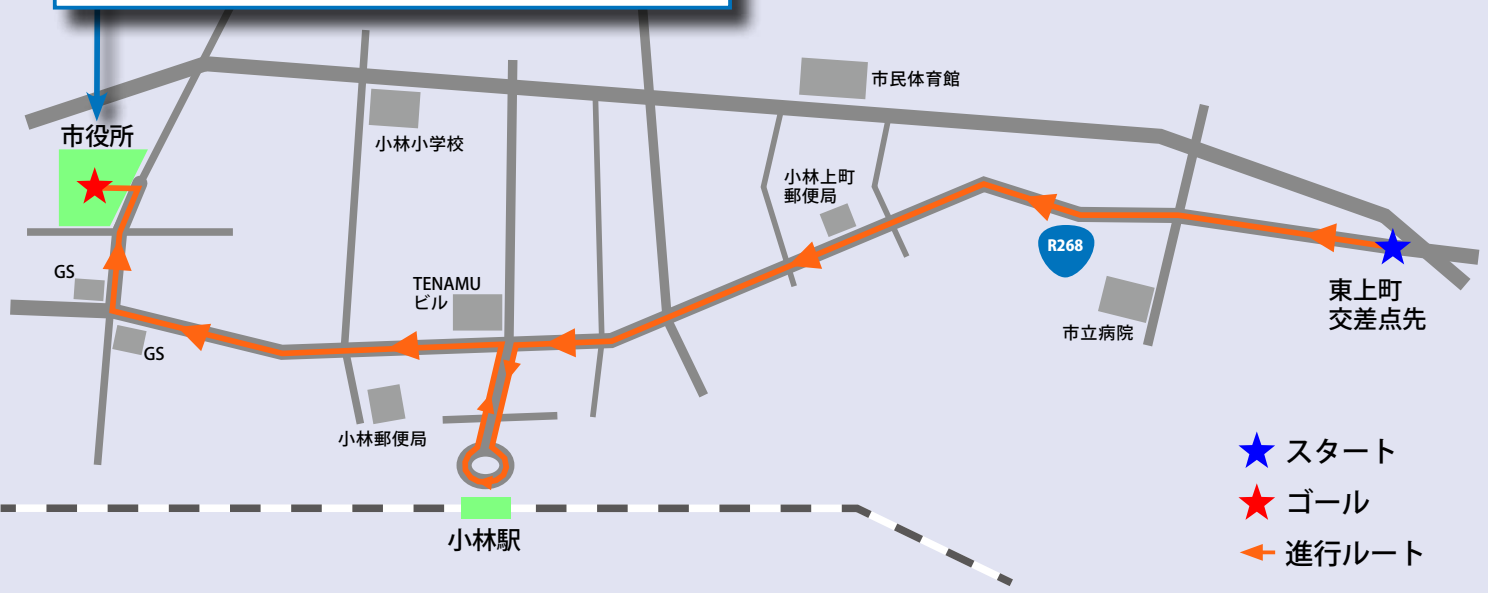 市役所
小林小学校
市民体育館
小林上町
郵便局
R268
東上町
交差点先
市立病院
GS
TENAMU
ビル
GS
小林郵便局
小林駅
スタート
ゴール
進行ルート